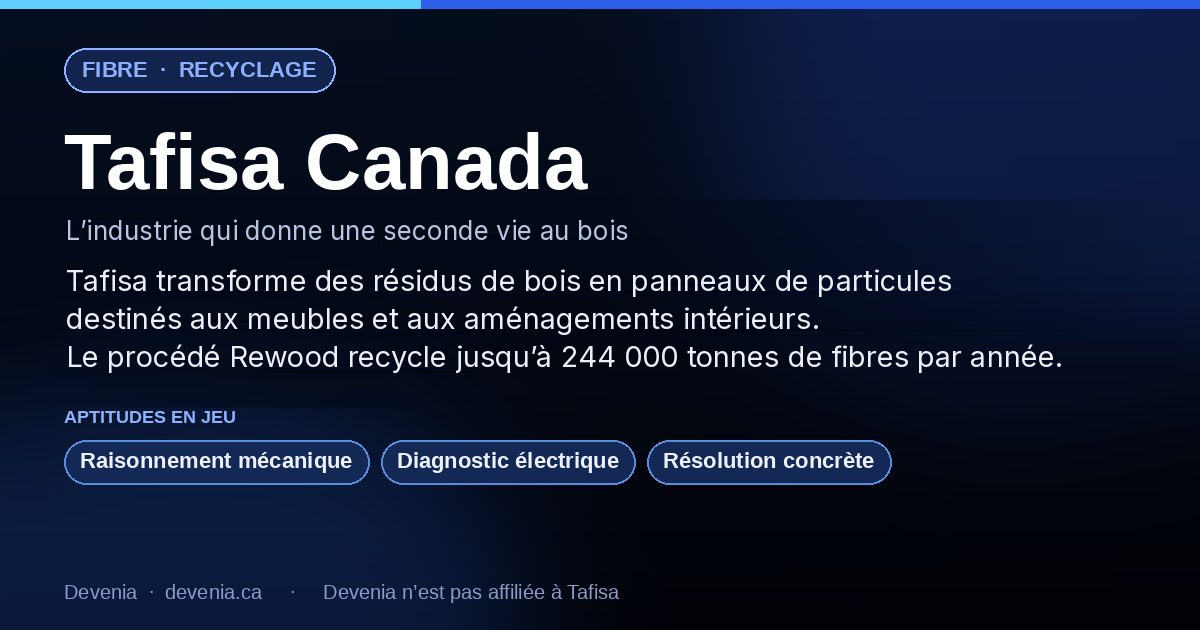 FIBRE · RECYCLAGE
Tafisa Canada
L’industrie qui donne une seconde vie au bois
Tafisa transforme des résidus de bois en panneaux de particules
destinés aux meubles et aux aménagements intérieurs.
Le procédé Rewood recycle jusqu’à 244 000 tonnes de fibres par année.
APTITUDES EN JEU
Raisonnement mécanique Diagnostic électrique Résolution concrète
Devenia · devenia.ca · Devenia n’est pas affiliée à Tafisa